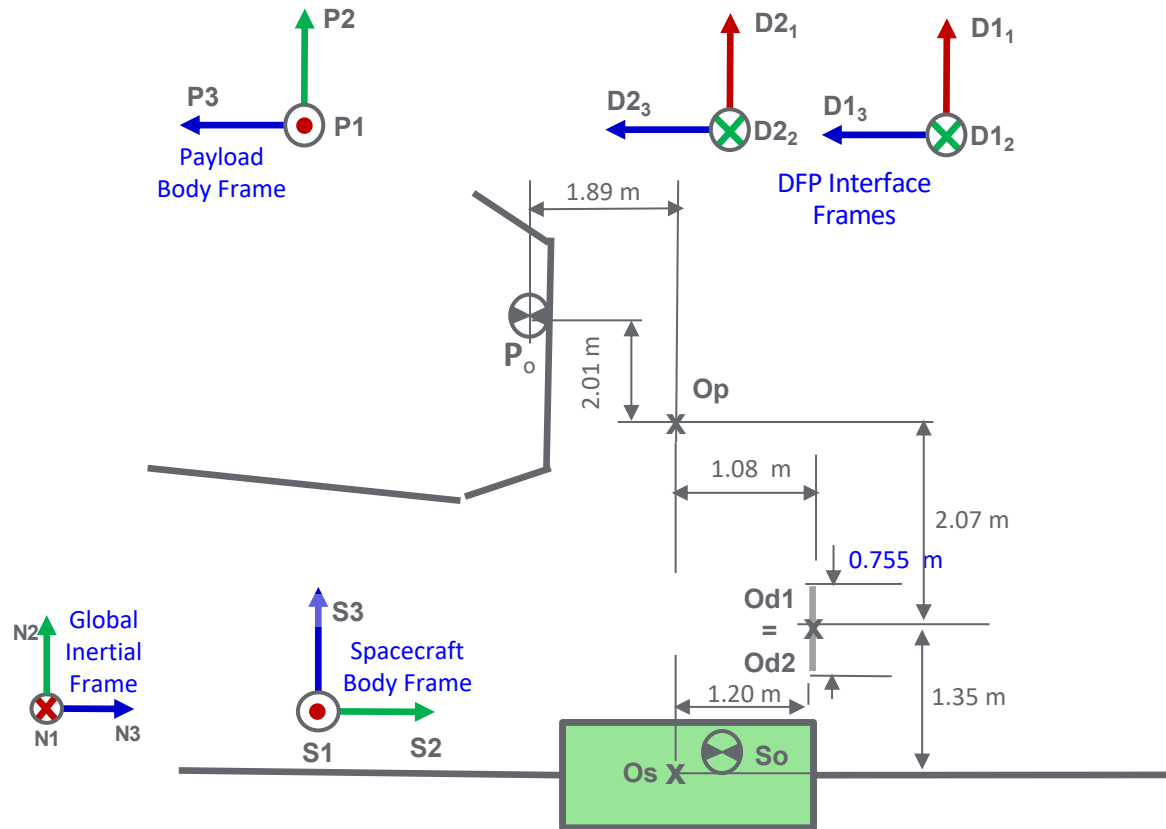 P2
P3
P1
Payload
Body Frame
D2₁
D2₃
D2₂
D1₁
D1₃
D1₂
DFP Interface
Frames
1.89 m
Pₒ
2.01 m
Op
1.08 m
2.07 m
0.755 m
Od1
=
Od2
1.20 m
1.35 m
N2
Global
Inertial
Frame
N1
N3
S3
Spacecraft
Body Frame
S1
S2
Os
So